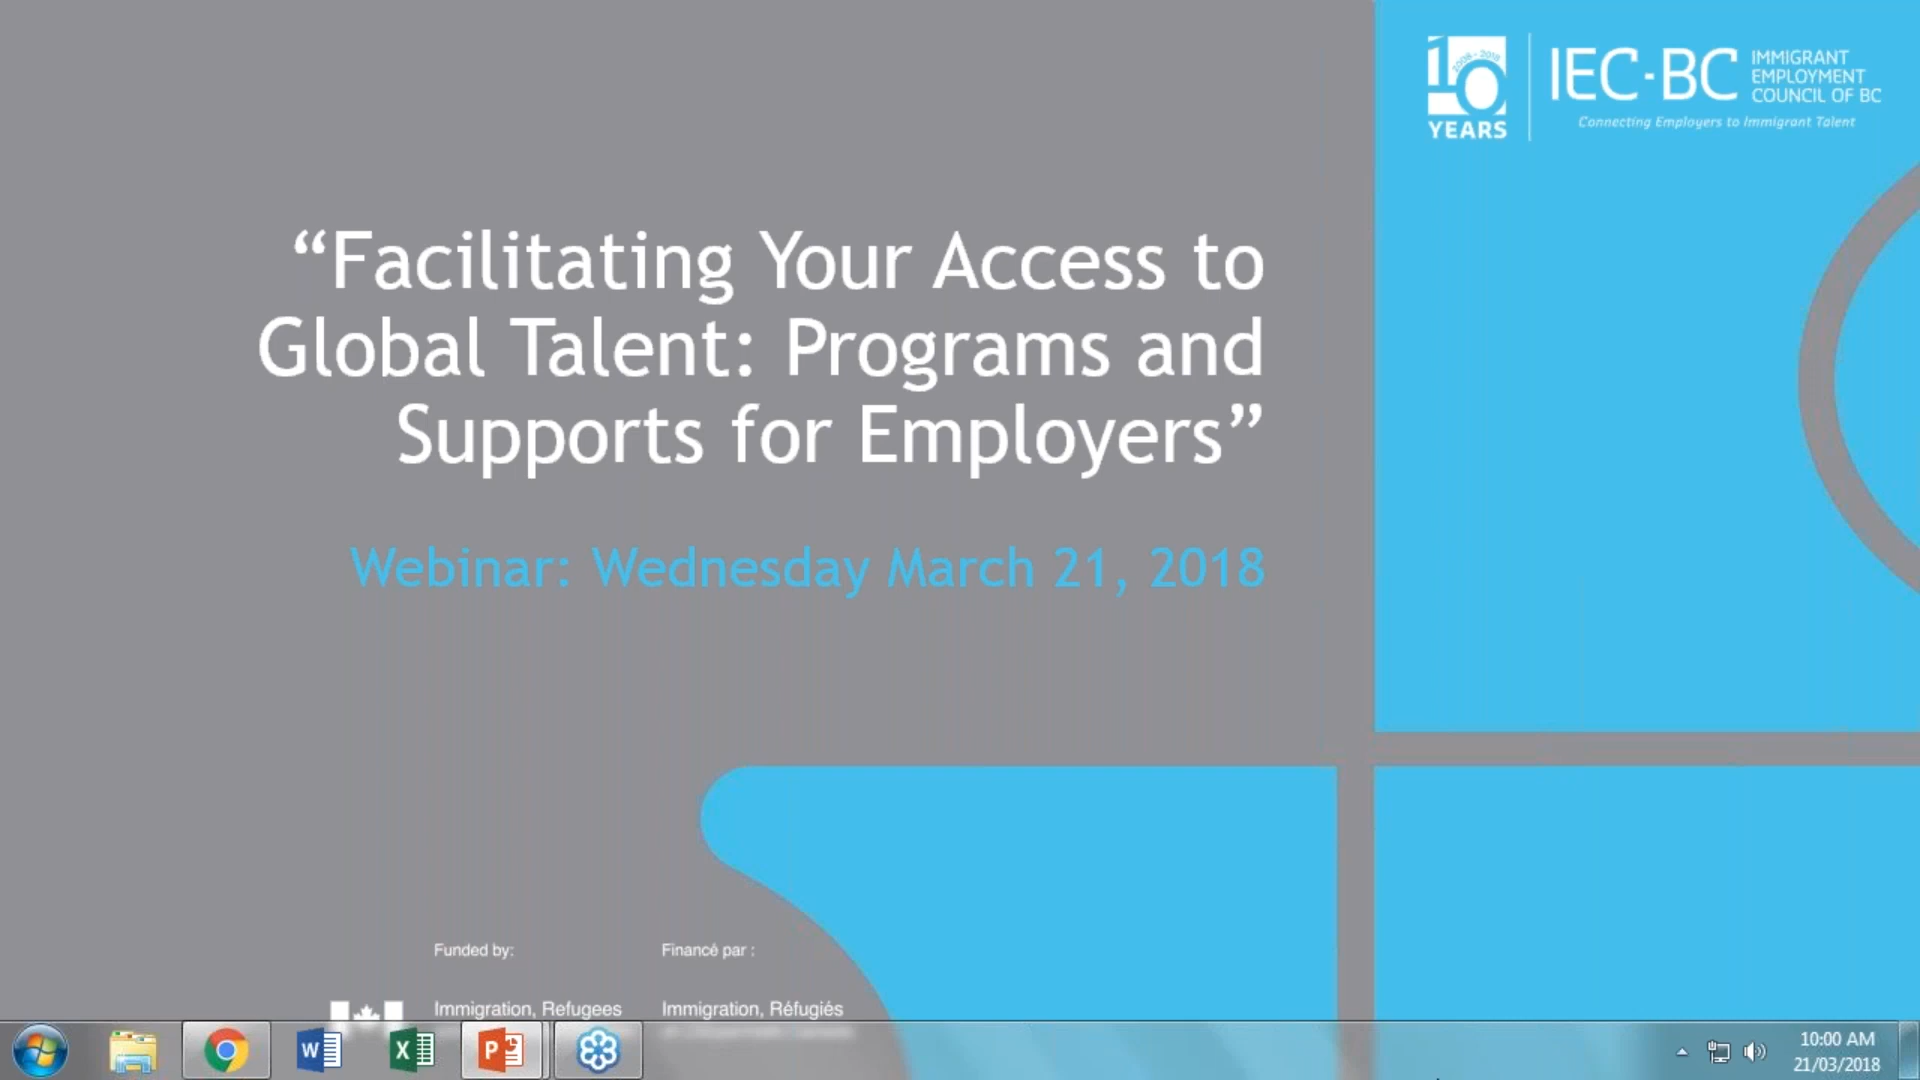 2008 - 2018
YEARS
IEC-BC
IMMIGRANT
EMPLOYMENT
COUNCIL OF BC
Connecting Employers to Immigrant Talent
“Facilitating Your Access to
Global Talent: Programs and
Supports for Employers”
Webinar: Wednesday March 21, 2018
Funded by:
Financé par :
Immigration, Refugees
Immigration, Réfugiés
10:00 AM
21/03/2018